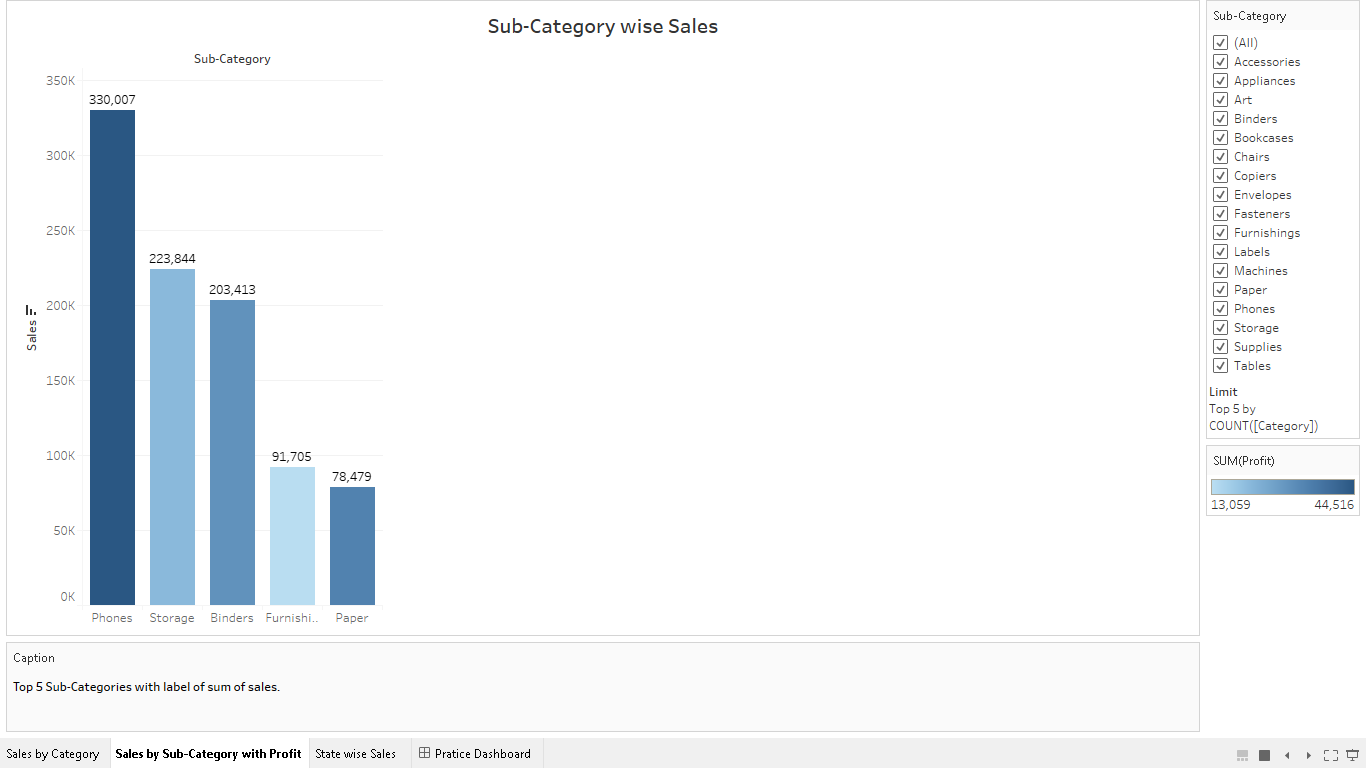 Sub-Category wise Sales
Sub-Category
350K
300K
250K
200K
150K
100K
50K
0K
Sales
330,007
223,844
203,413
91,705
78,479
Phones
Storage
Binders
Furnishi..
Paper
Caption
Top 5 Sub-Categories with label of sum of sales.
Sub-Category
(All)
Accessories
Appliances
Art
Binders
Bookcases
Chairs
Copiers
Envelopes
Fasteners
Furnishings
Labels
Machines
Paper
Phones
Storage
Supplies
Tables
Limit
Top 5 by
COUNT([Category])
SUM(Profit)
13,059 44,516
Sales by Category Sales by Sub-Category with Profit State wise Sales Pratice Dashboard